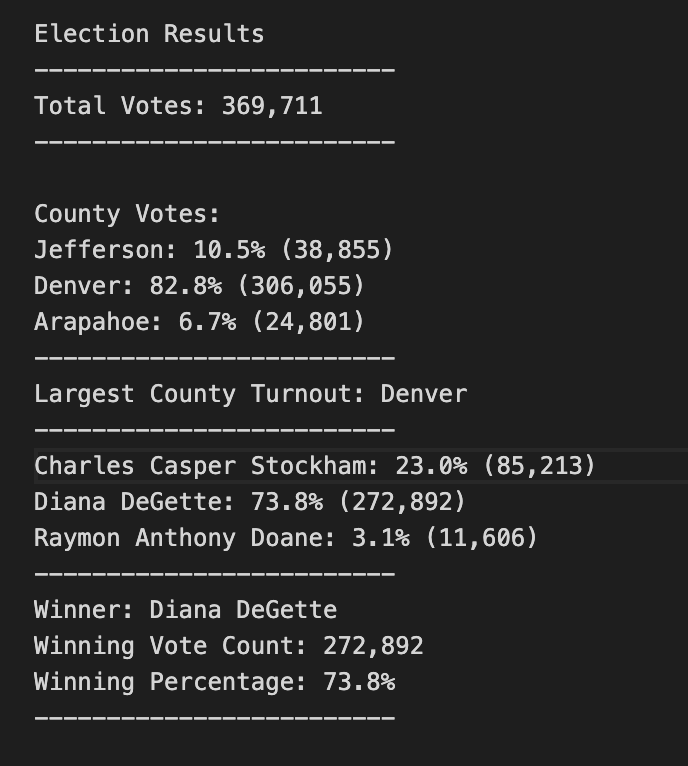 Election Results
-------------------------
Total Votes: 369,711
-------------------------
County Votes:
Jefferson: 10.5% (38,855)
Denver: 82.8% (306,055)
Arapahoe: 6.7% (24,801)
-------------------------
Largest County Turnout: Denver
-------------------------
Charles Casper Stockham: 23.0% (85,213)
Diana DeGette: 73.8% (272,892)
Raymon Anthony Doane: 3.1% (11,606)
-------------------------
Winner: Diana DeGette
Winning Vote Count: 272,892
Winning Percentage: 73.8%
-------------------------